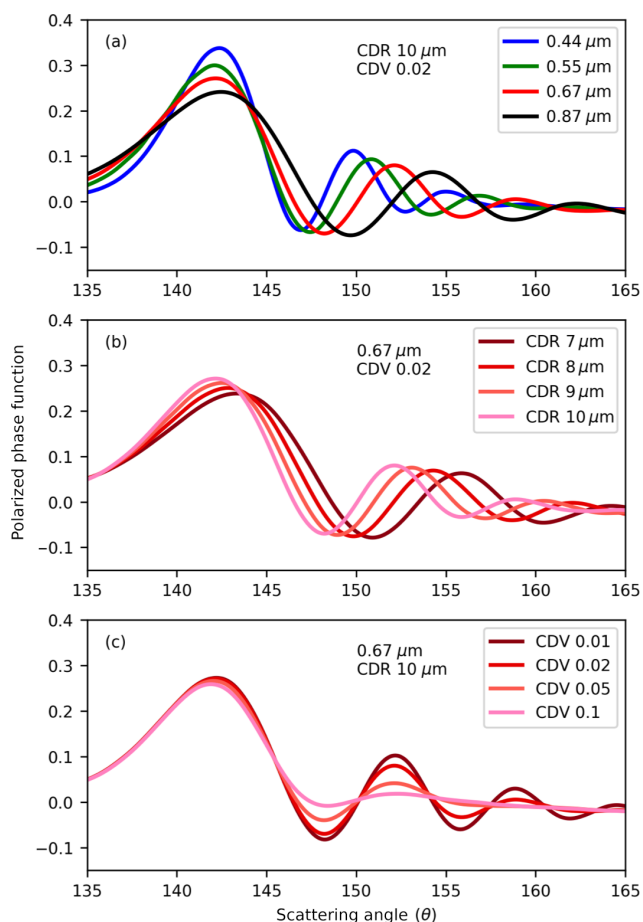 (a)
CDR 10 μm
CDV 0.02
0.44 μm
0.55 μm
0.67 μm
0.87 μm
0.4
0.3
0.2
0.1
0.0
−0.1
135 140 145 150 155 160 165
(b)
0.67 μm
CDV 0.02
CDR 7 μm
CDR 8 μm
CDR 9 μm
CDR 10 μm
Polarized phase function
0.4
0.3
0.2
0.1
0.0
−0.1
135 140 145 150 155 160 165
(c)
0.67 μm
CDR 10 μm
CDV 0.01
CDV 0.02
CDV 0.05
CDV 0.1
0.4
0.3
0.2
0.1
0.0
−0.1
135 140 145 150 155 160 165
Scattering angle (θ)